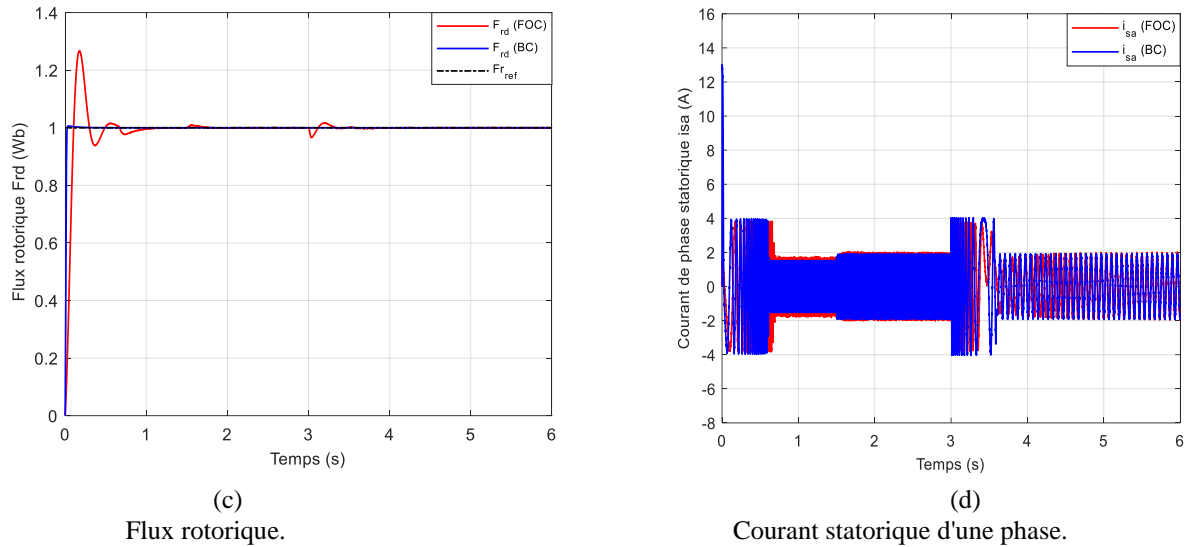 1.4
1.2
1
0.8
0.6
0.4
0.2
0
0 1 2 3 4 5 6
Flux rotorique Frd (Wb)
Temps (s)
F_rd (FOC)
F_rd (BC)
Fr_ref
(c)
Flux rotorique.
16
14
12
10
8
6
4
2
0
-2
-4
-6
-8
0 1 2 3 4 5 6
Courant de phase statorique isa (A)
Temps (s)
i_sa (FOC)
i_sa (BC)
(d)
Courant statorique d'une phase.